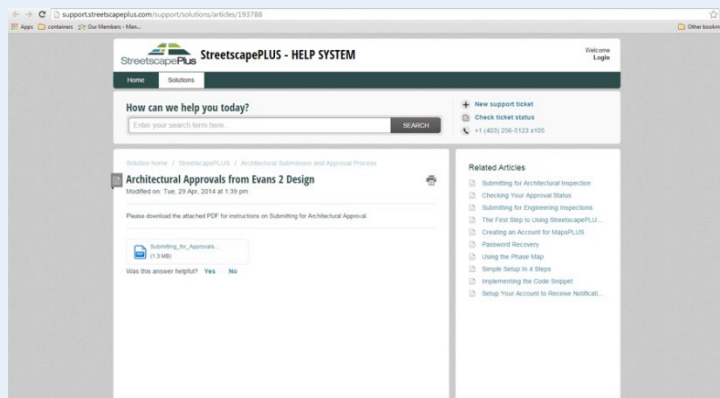 support.streetscapeplus.com/support/solutions/articles/193788
Apps containers Our Members - Man...
Other bookm
StreetscapePlus
StreetscapePLUS - HELP SYSTEM
Welcome
Login
Home Solutions
How can we help you today?
Enter your search term here...
SEARCH
New support ticket
Check ticket status
+1 (403) 206-5123 x100
Solution home / StreetscapePLUS / Architectural Submission and Approval Process
Architectural Approvals from Evans 2 Design
Modified on: Tue, 29 Apr, 2014 at 1:39 pm
Please download the attached PDF for instructions on Submitting for Architectural Approval.
Submitting_for_Approvals...
(1.3 MB)
Was this answer helpful? Yes No
Related Articles
Submitting for Architectural Inspection
Checking Your Approval Status
Submitting for Engineering Inspections
The First Step to Using StreetscapePLU...
Creating an Account for MapsPLUS
Password Recovery
Using the Phase Map
Simple Setup in 4 Steps
Implementing the Code Snippet
Setup Your Account to Receive Notificati...